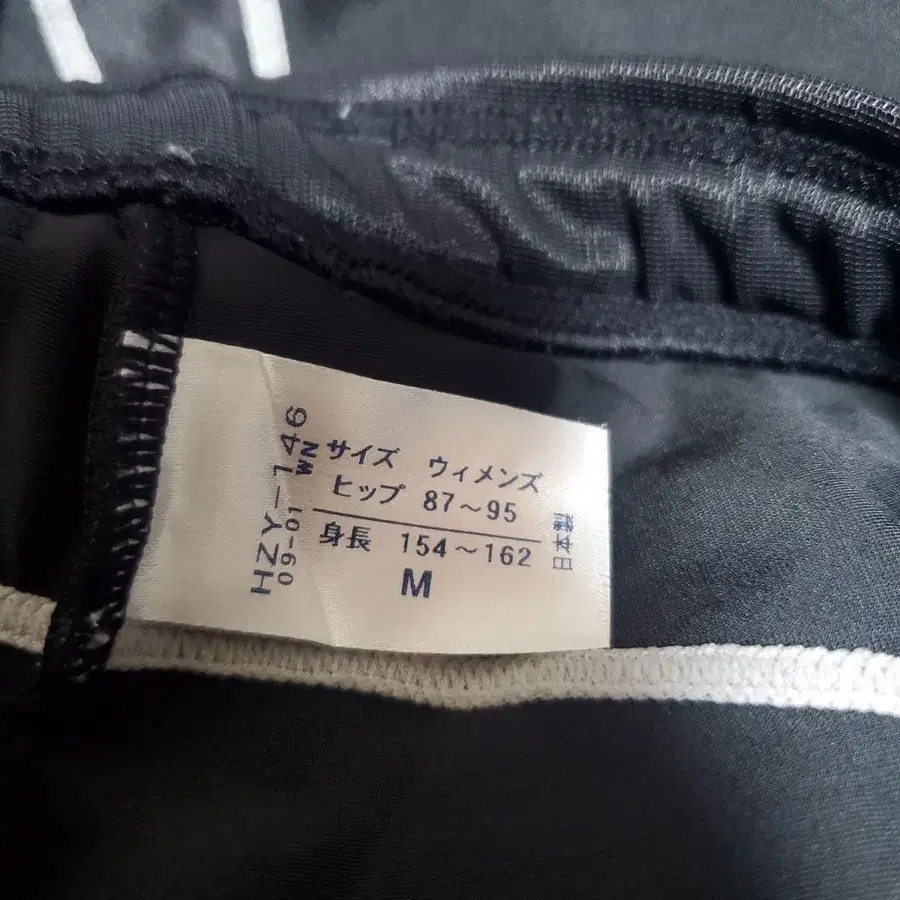 サイズ ウィメンズ
ヒップ 87～95
身長 154～162
M
日本製
HZY-146
09-01 WN